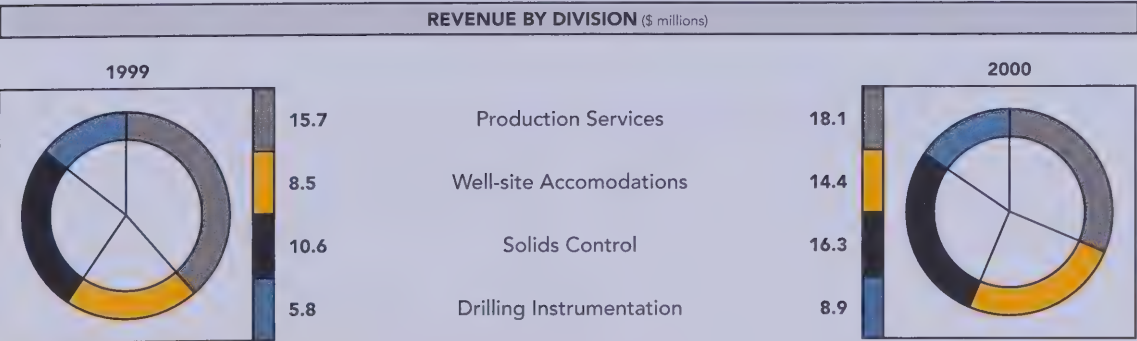 REVENUE BY DIVISION ($ millions)
1999 2000
15.7 Production Services 18.1
8.5 Well-site Accomodations 14.4
10.6 Solids Control 16.3
5.8 Drilling Instrumentation 8.9